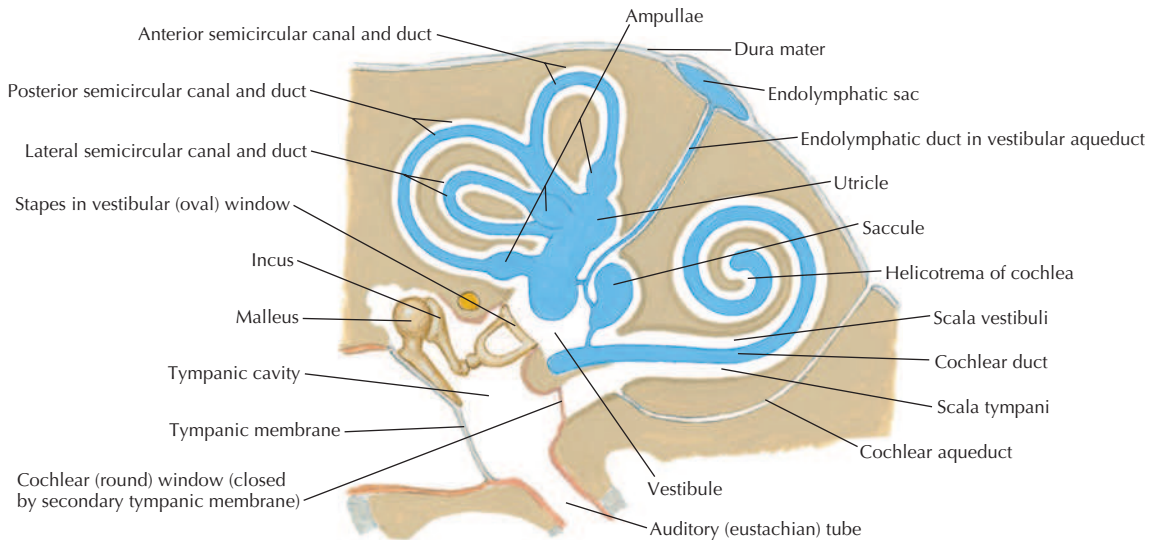 Ampullae
Anterior semicircular canal and duct
Dura mater
Posterior semicircular canal and duct
Endolymphatic sac
Endolymphatic duct in vestibular aqueduct
Lateral semicircular canal and duct
Utricle
Stapes in vestibular (oval) window
Saccule
Incus
Helicotrema of cochlea
Malleus
Scala vestibuli
Cochlear duct
Tympanic cavity
Scala tympani
Tympanic membrane
Cochlear aqueduct
Cochlear (round) window (closed
by secondary tympanic membrane)
Vestibule
Auditory (eustachian) tube